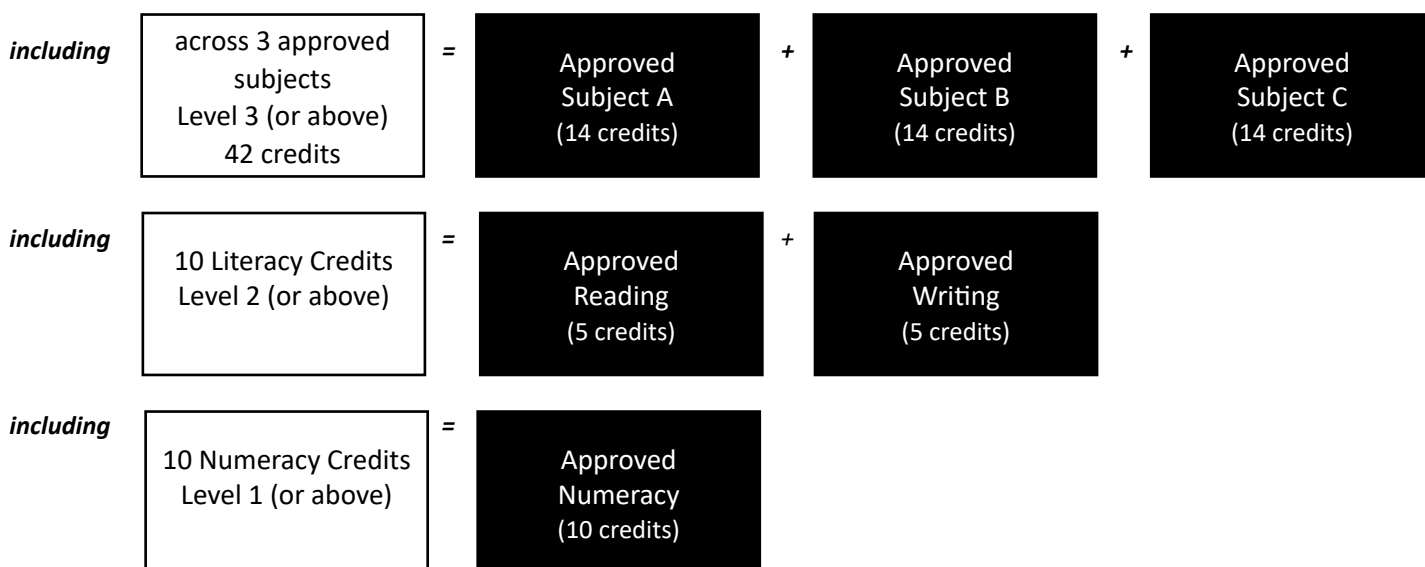 including
across 3 approved
subjects
Level 3 (or above)
42 credits
=
Approved
Subject A
(14 credits)
+
Approved
Subject B
(14 credits)
+
Approved
Subject C
(14 credits)
including
10 Literacy Credits
Level 2 (or above)
=
Approved
Reading
(5 credits)
+
Approved
Writing
(5 credits)
including
10 Numeracy Credits
Level 1 (or above)
=
Approved
Numeracy
(10 credits)